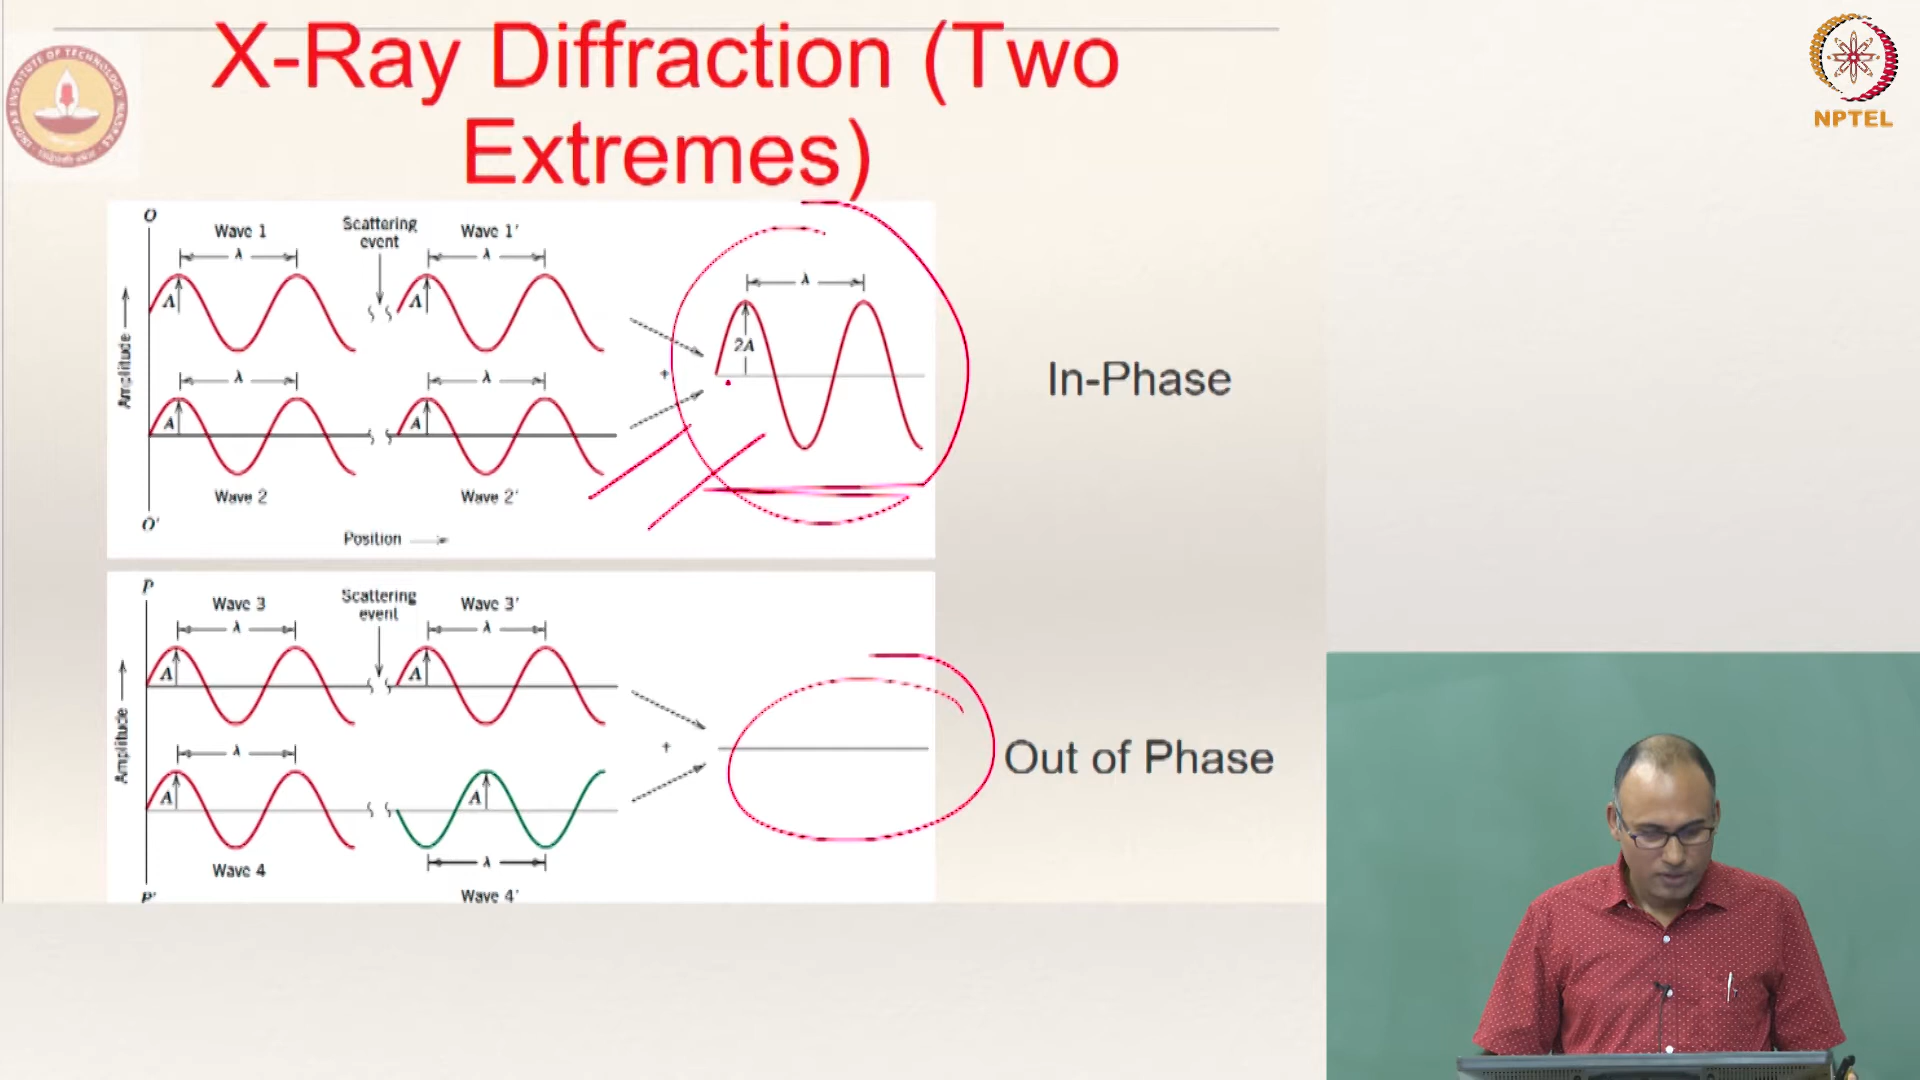 X-Ray Diffraction (Two
Extremes)
NPTEL
O
Wave 1
Scattering
event
Wave 1'
λ
λ
λ
A
A
2A
Amplitude
λ
λ
+
A
A
In-Phase
Wave 2
Wave 2'
O'
Position
P
Wave 3
Scattering
event
Wave 3'
λ
λ
A
A
Amplitude
λ
+
A
A
Out of Phase
λ
Wave 4
Wave 4'
P'